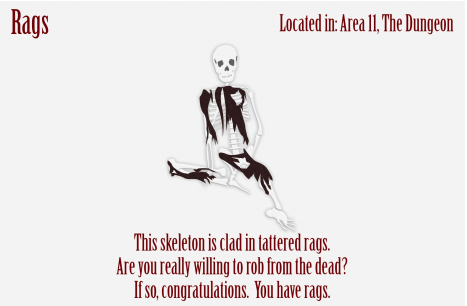 Rags
Located in: Area 11, The Dungeon
This skeleton is clad in tattered rags.
Are you really willing to rob from the dead?
If so, congratulations. You have rags.